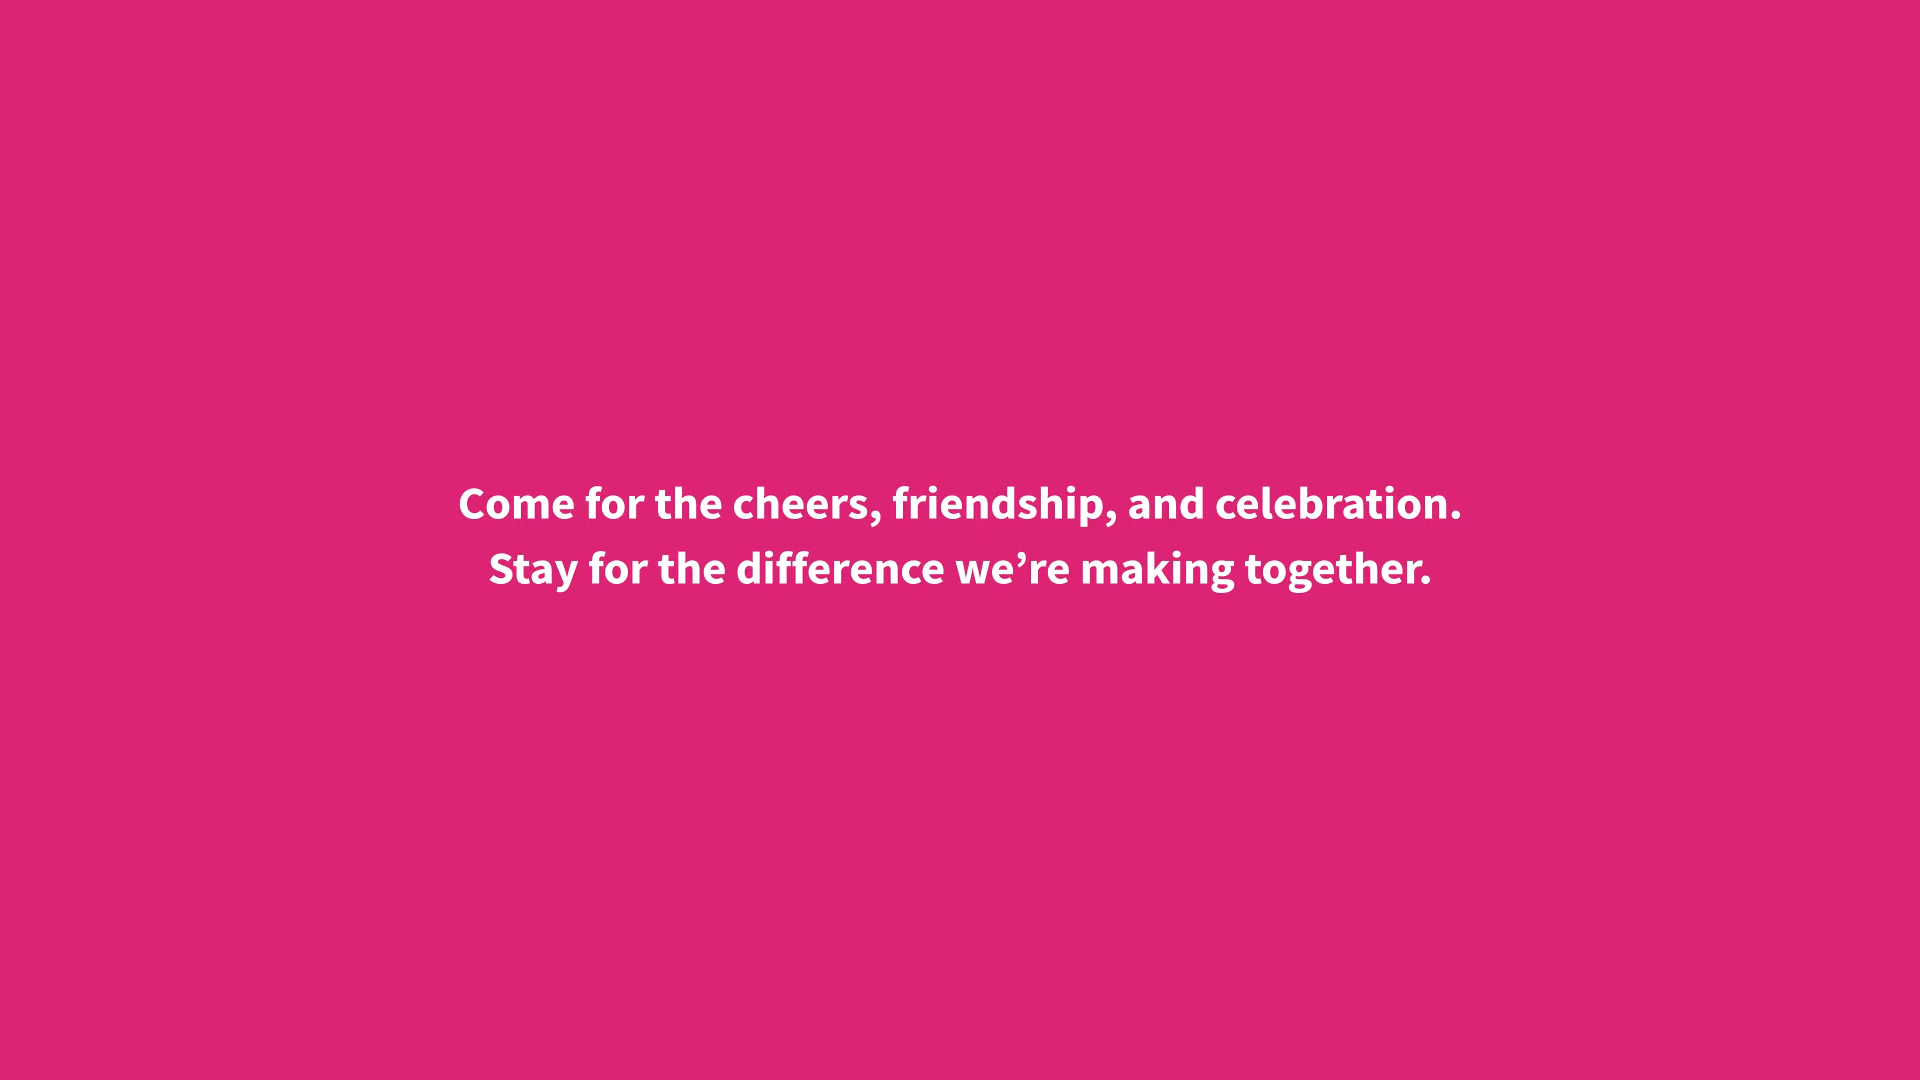 Come for the cheers, friendship, and celebration.
Stay for the difference we’re making together.